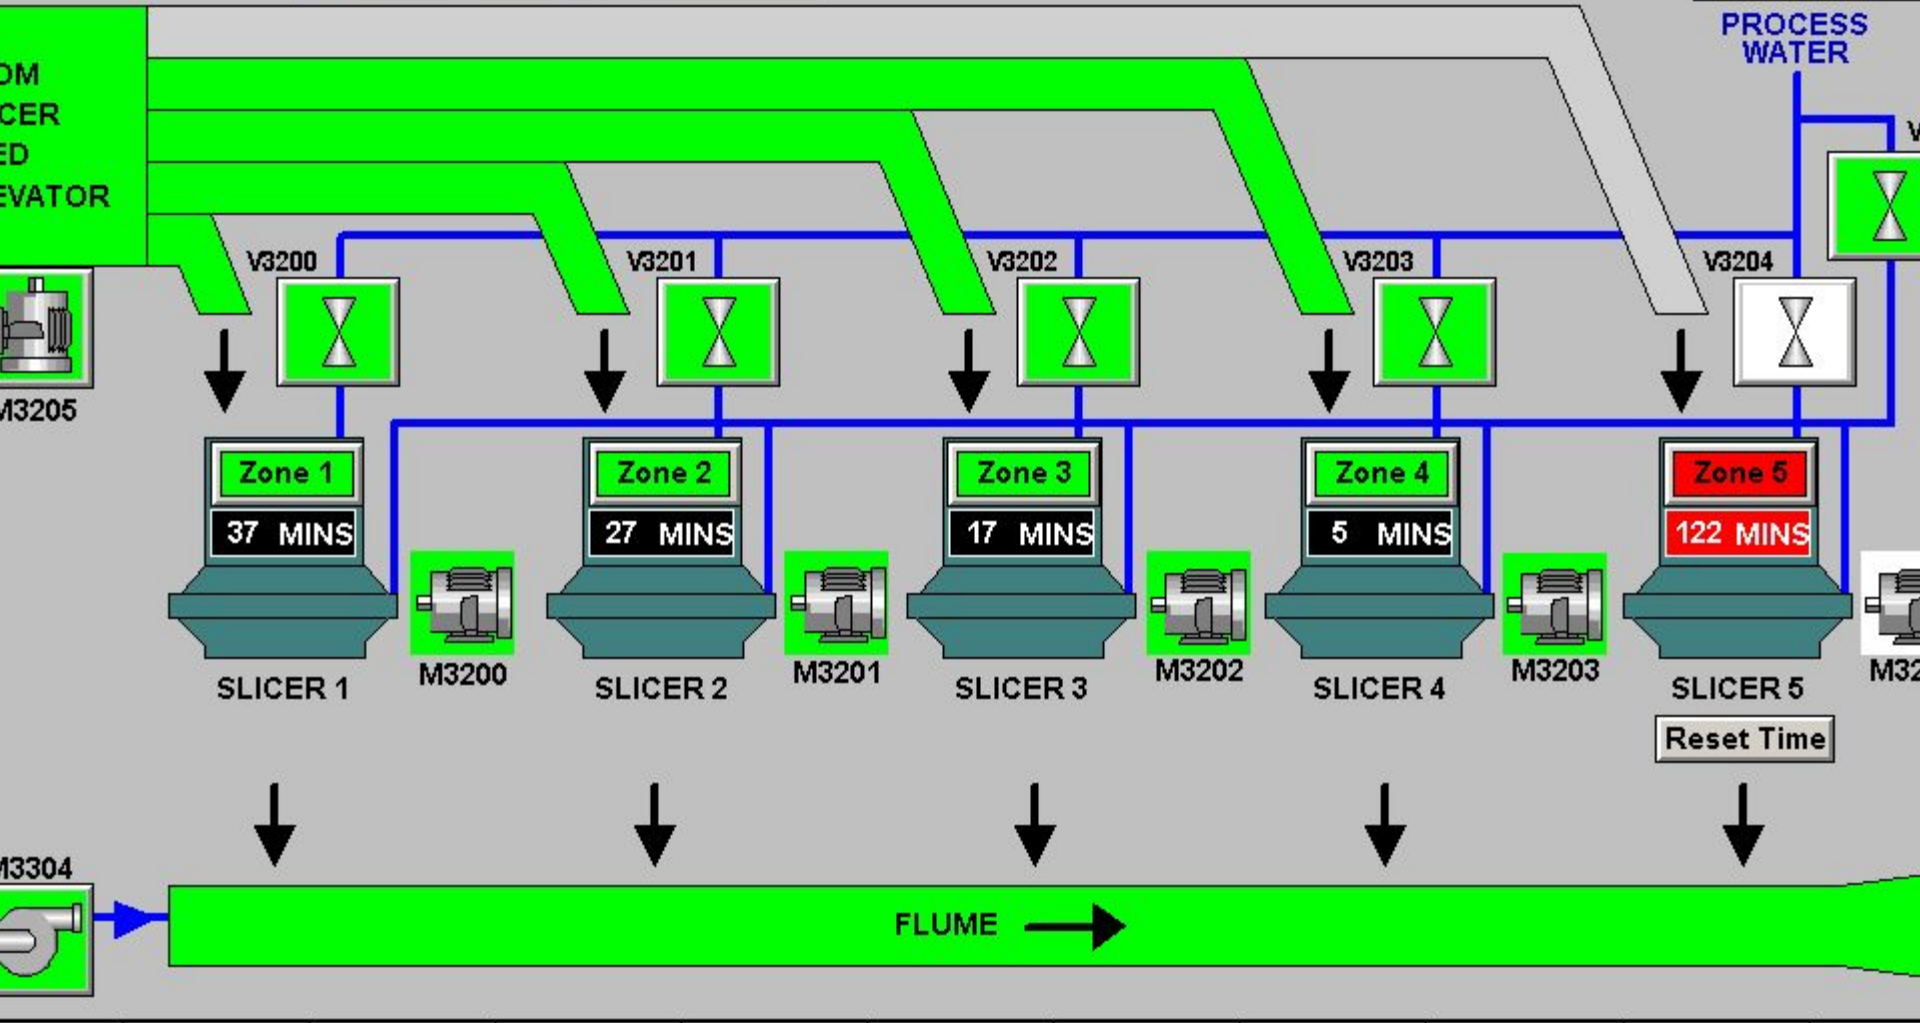 PROCESS
WATER
OM
CER
ED
EVATOR
V3200
V3201
V3202
V3203
V3204
M3205
Zone 1
Zone 2
Zone 3
Zone 4
Zone 5
37 MINS
27 MINS
17 MINS
5 MINS
122 MINS
M3200
M3201
M3202
M3203
M32
SLICER 1
SLICER 2
SLICER 3
SLICER 4
SLICER 5
Reset Time
M3304
FLUME